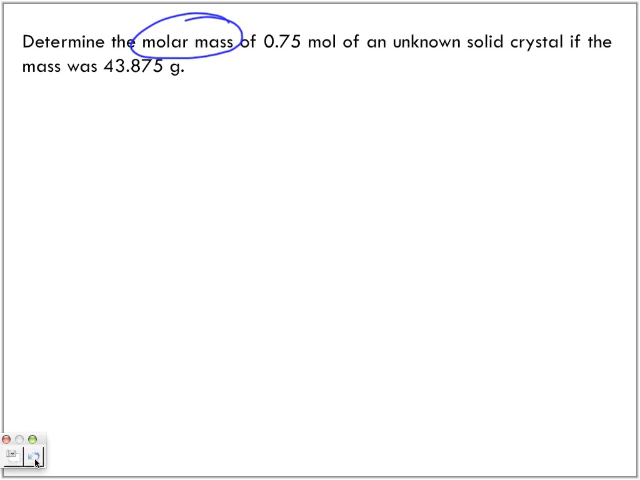 Determine the molar mass of 0.75 mol of an unknown solid crystal if the
mass was 43.875 g.